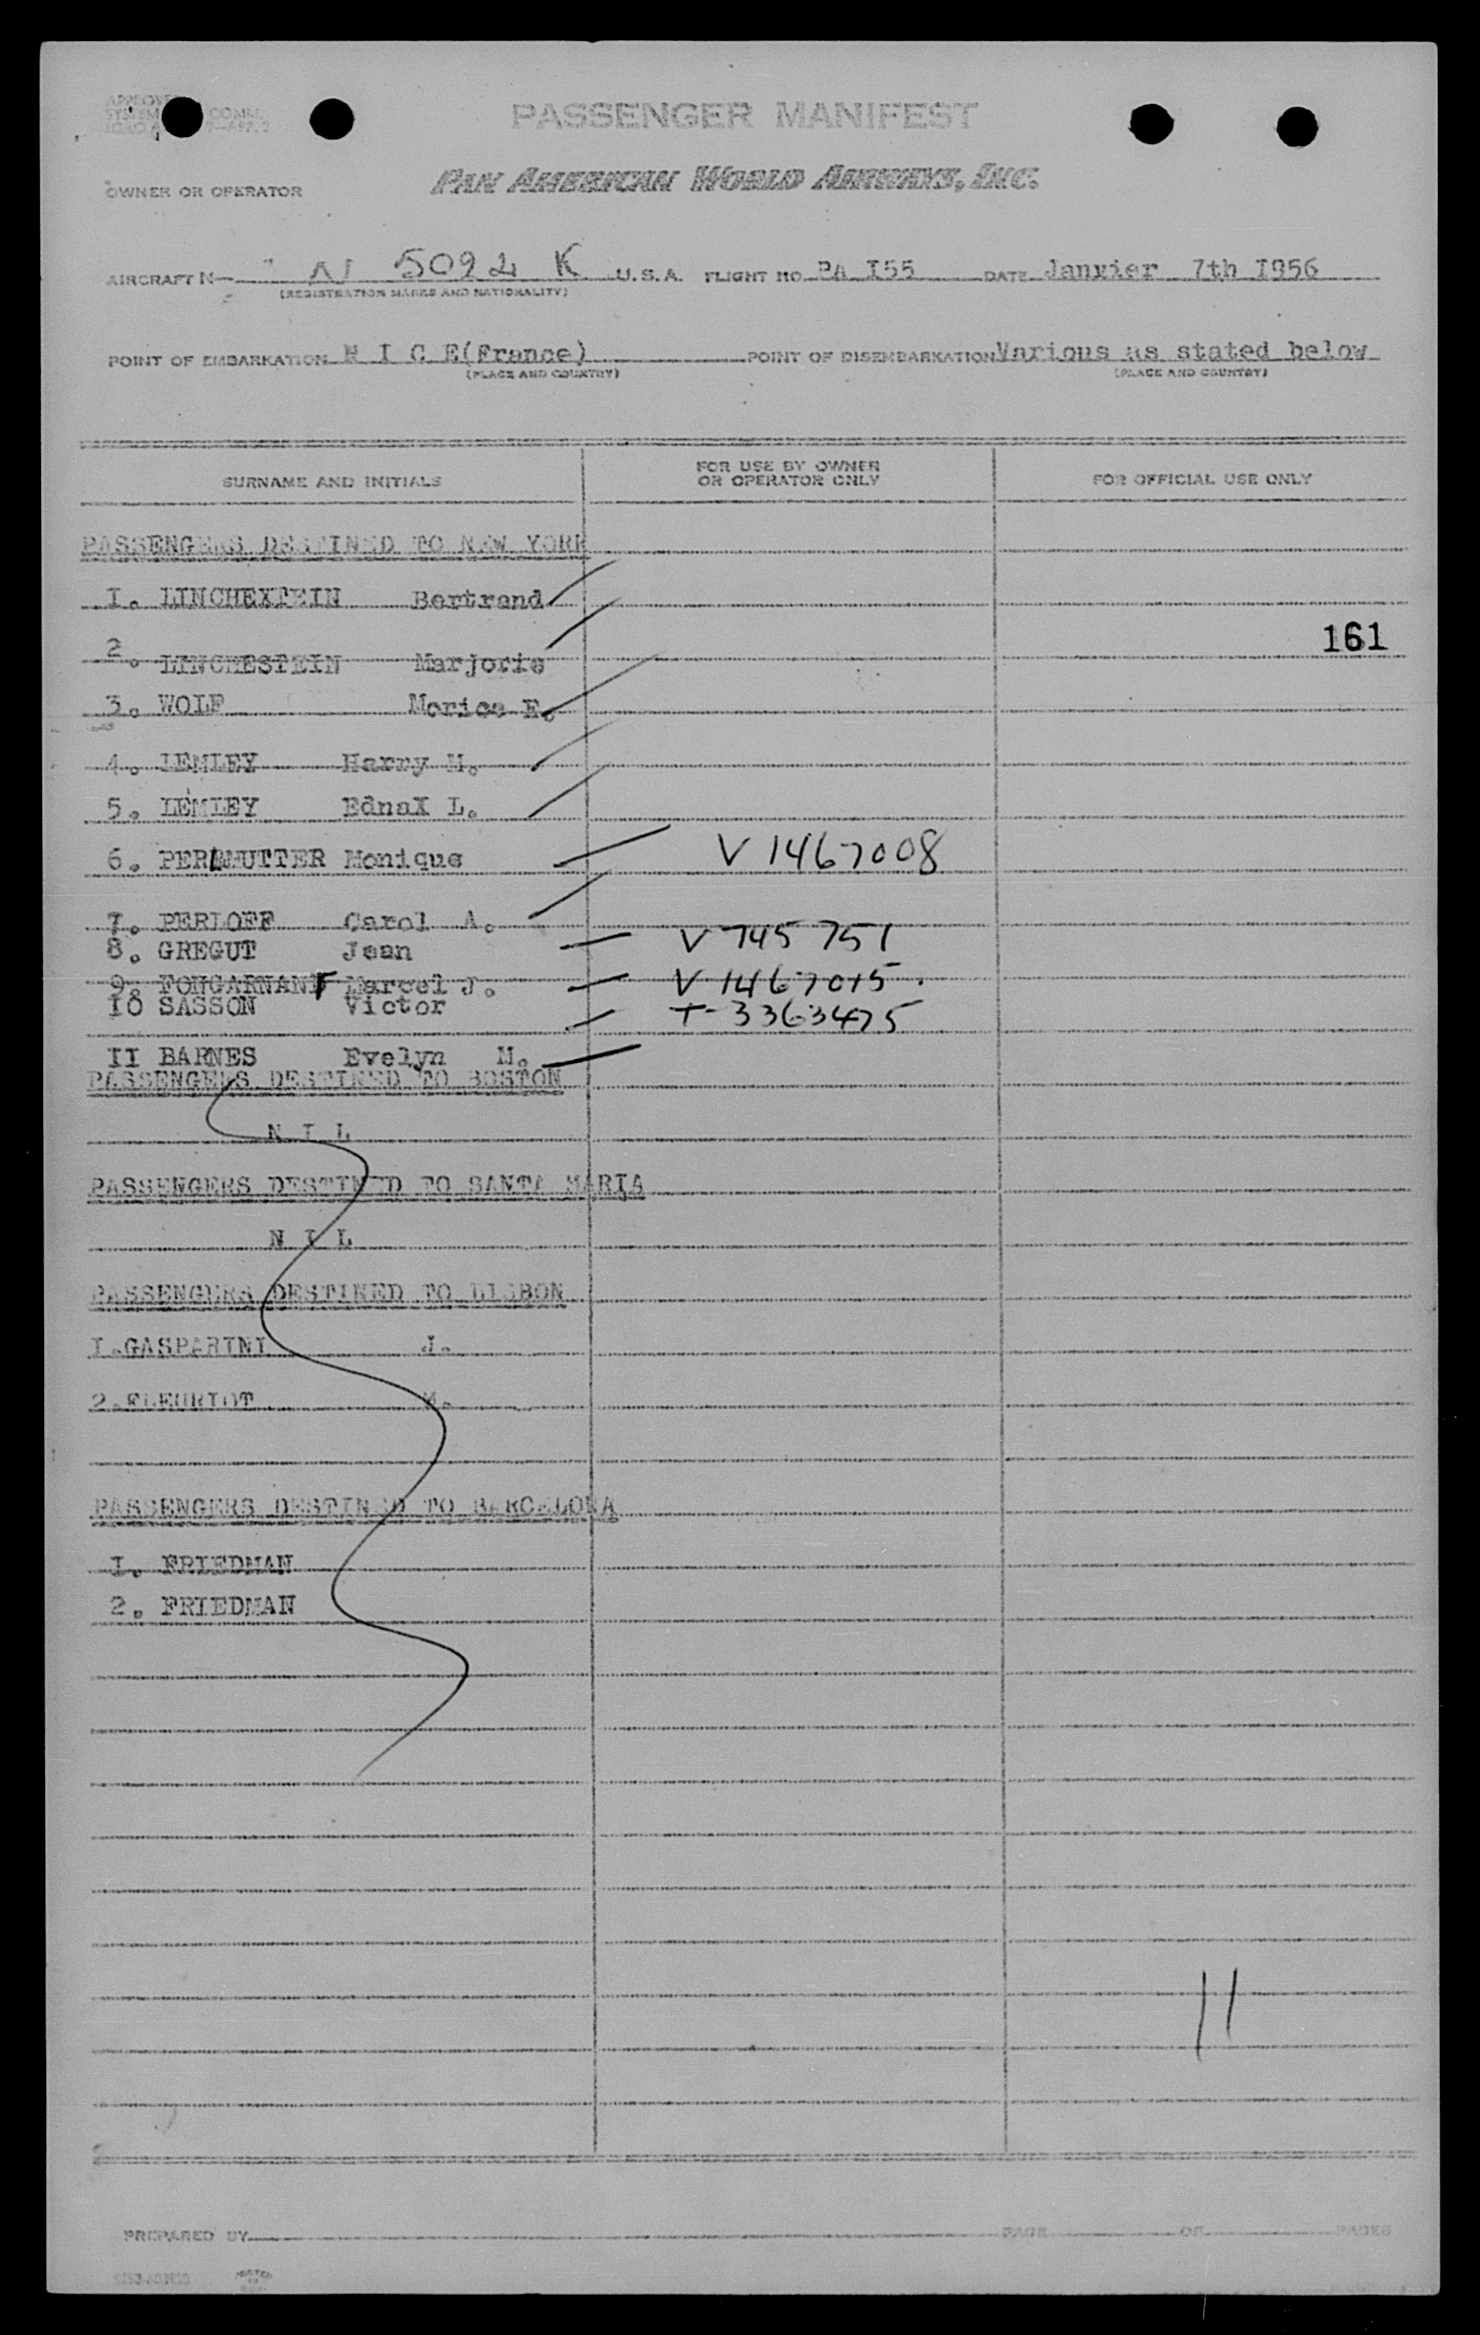 PASSENGER MANIFEST
OWNER OR OPERATOR PAN AMERICAN WORLD AIRWAYS, INC.
AIRCRAFT N 5092 K U.S.A. FLIGHT NO PA I55 DATE Janvier 7th I956
(REGISTRATION MARKS AND NATIONALITY)
POINT OF EMBARKATION N I C E(France) POINT OF DISEMBARKATION Various as stated below
(PLACE AND COUNTRY) (PLACE AND COUNTRY)
SURNAME AND INITIALS FOR USE BY OWNER OR OPERATOR ONLY FOR OFFICIAL USE ONLY
PASSENGERS DESTINED TO NEW YORK
I. LINCHEXTEIN Bertrand
161
2. LINCHESTEIN Marjorie
3. WOLF Morice E.
4. LEMLEY Harry M.
5. LEMLEY EdnaX L.
6. PERLMUTTER Monique V 1467008
7. PERLOFF Carol A.
8. GREGUT Jean V 745 751
9. FONGARNANF Marcel J. V 1467015
IO SASSON Victor T-3363475
II BARNES Evelyn M.
PASSENGERS DESTINED TO BOSTON
N I L
PASSENGERS DESTINED TO SANTA MARIA
N I L
PASSENGERS DESTINED TO LISBON
I.GASPARINI J.
2.FLEURIOT M.
PASSENGERS DESTINED TO BARCELONA
I. FRIEDMAN
2. FRIEDMAN
11
PREPARED BY PAGE OF PAGES